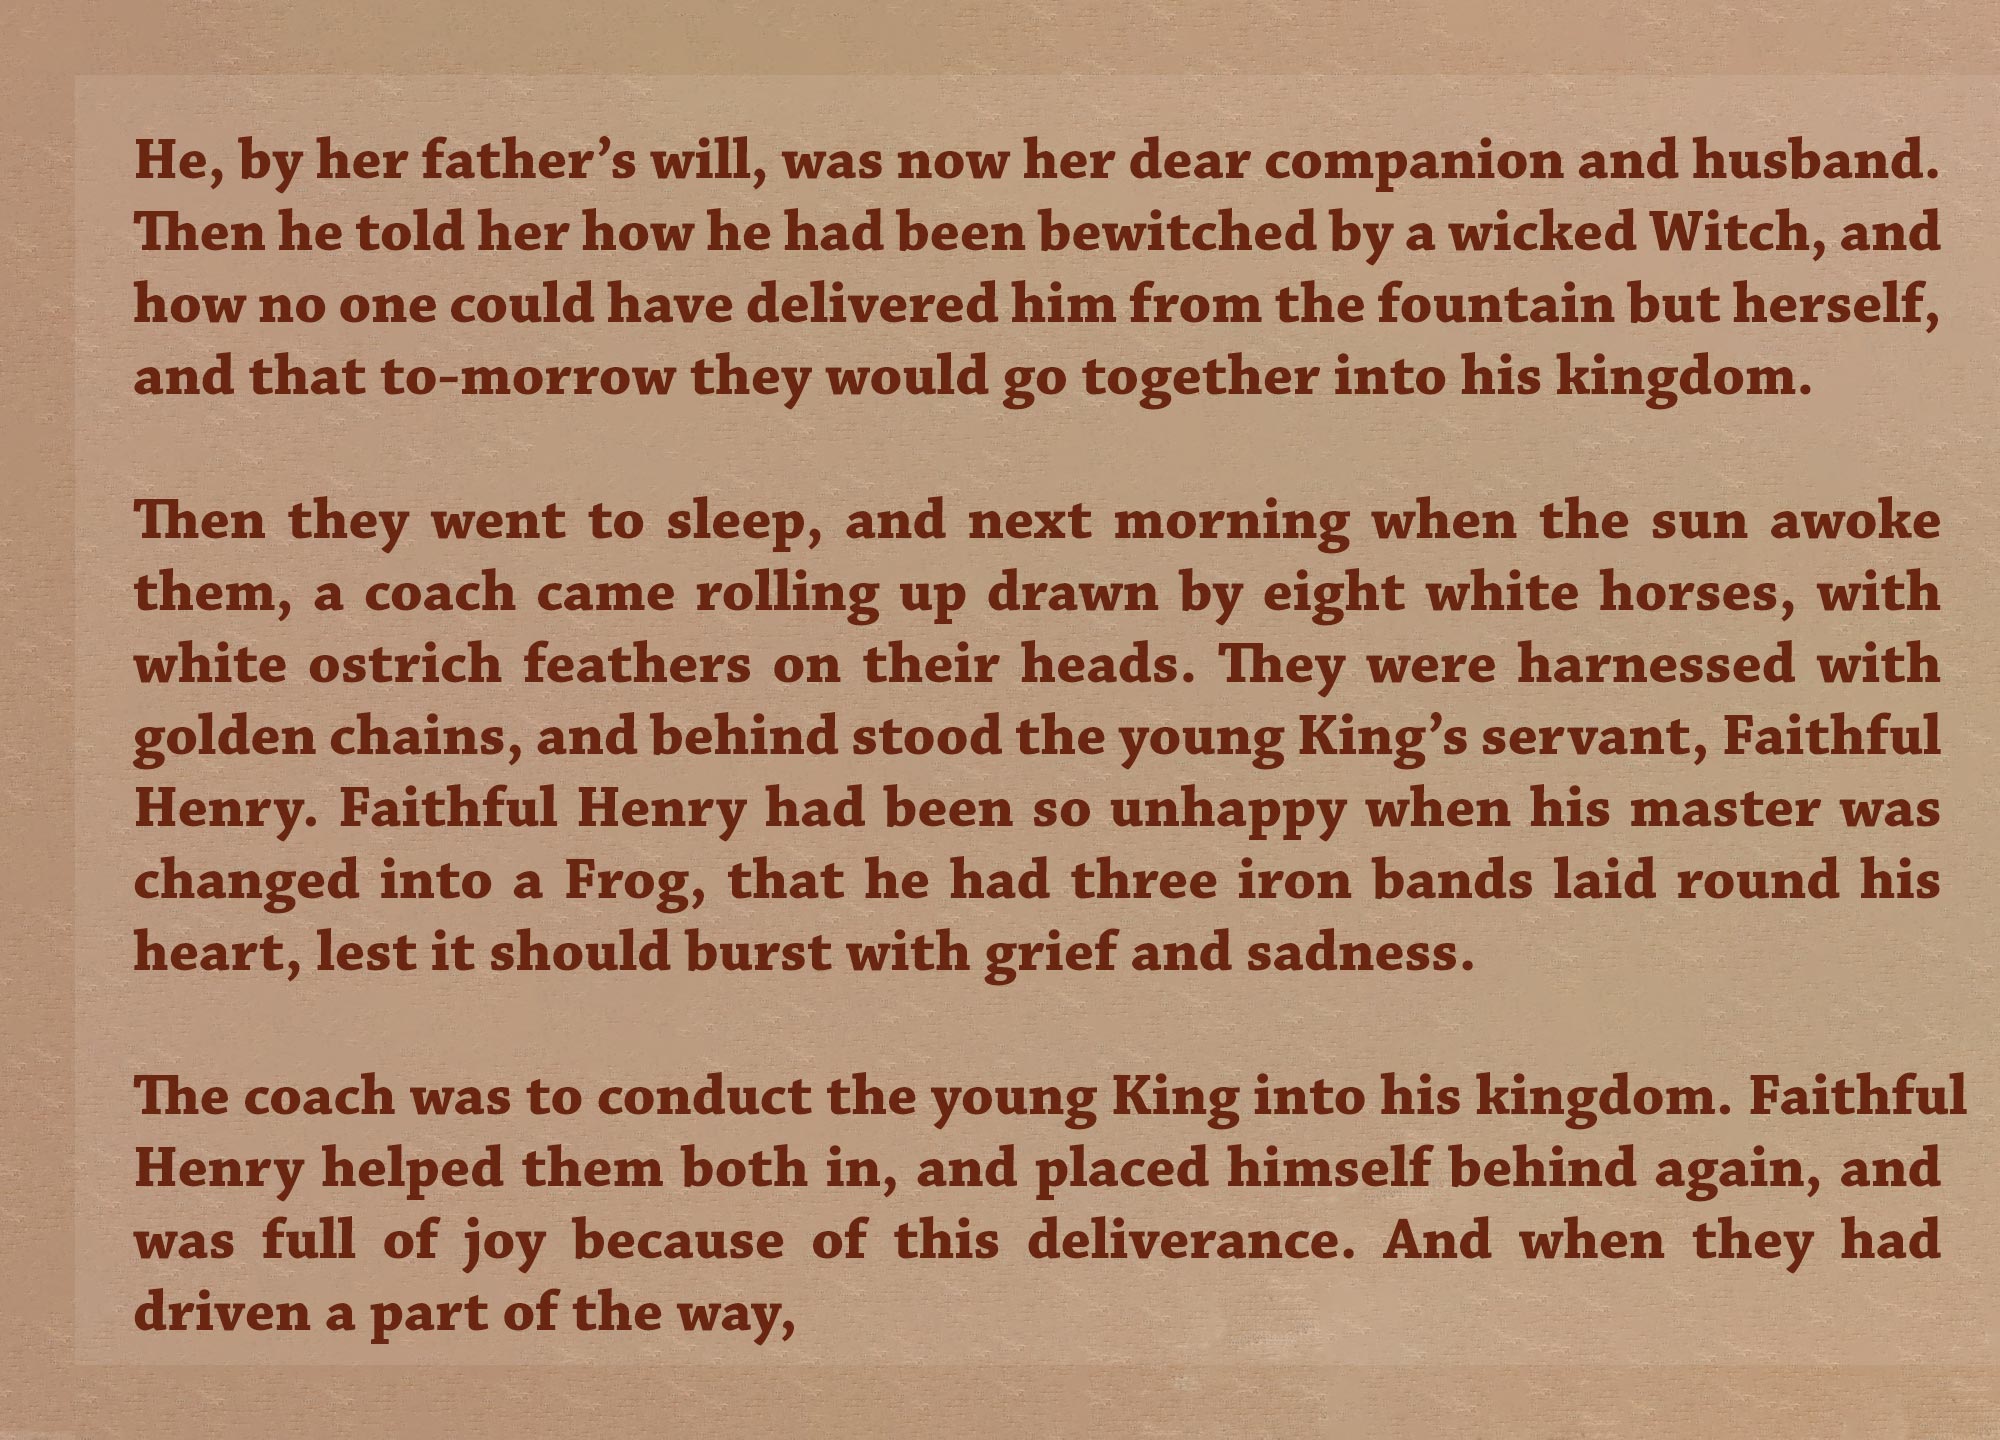 He, by her father’s will, was now her dear companion and husband.
Then he told her how he had been bewitched by a wicked Witch, and
how no one could have delivered him from the fountain but herself,
and that to-morrow they would go together into his kingdom.
Then they went to sleep, and next morning when the sun awoke
them, a coach came rolling up drawn by eight white horses, with
white ostrich feathers on their heads. They were harnessed with
golden chains, and behind stood the young King’s servant, Faithful
Henry. Faithful Henry had been so unhappy when his master was
changed into a Frog, that he had three iron bands laid round his
heart, lest it should burst with grief and sadness.
The coach was to conduct the young King into his kingdom. Faithful
Henry helped them both in, and placed himself behind again, and
was full of joy because of this deliverance. And when they had
driven a part of the way,